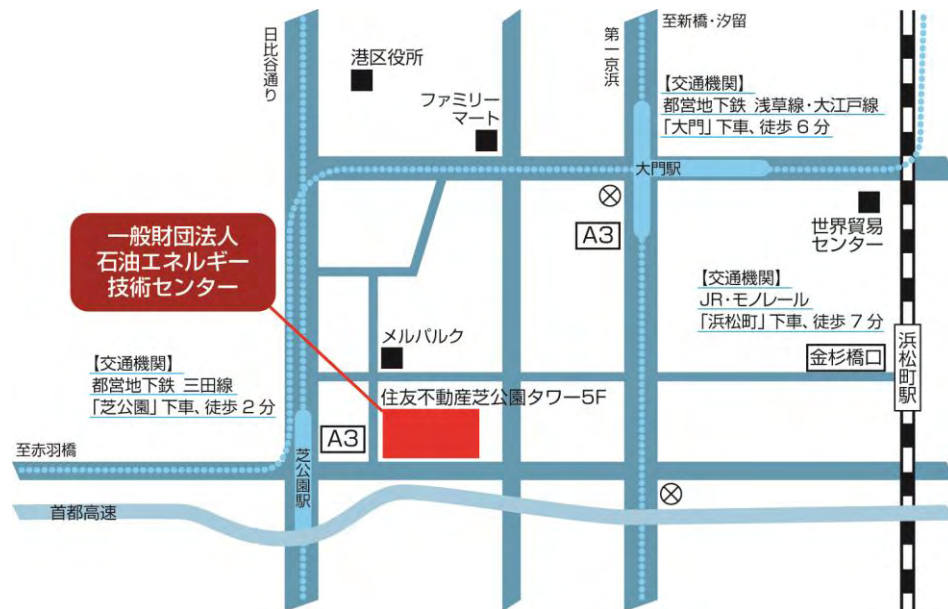 日比谷通り
港区役所
ファミリー
マート
第一京浜
至新橋・汐留
【交通機関】
都営地下鉄 浅草線・大江戸線
「大門」下車、徒歩6分
大門駅
A3
世界貿易
センター
一般財団法人
石油エネルギー
技術センター
【交通機関】
JR・モノレール
「浜松町」下車、徒歩7分
メルパルク
金杉橋口
浜松町駅
【交通機関】
都営地下鉄 三田線
「芝公園」下車、徒歩2分
住友不動産芝公園タワー5F
A3
芝公園駅
至赤羽橋
首都高速